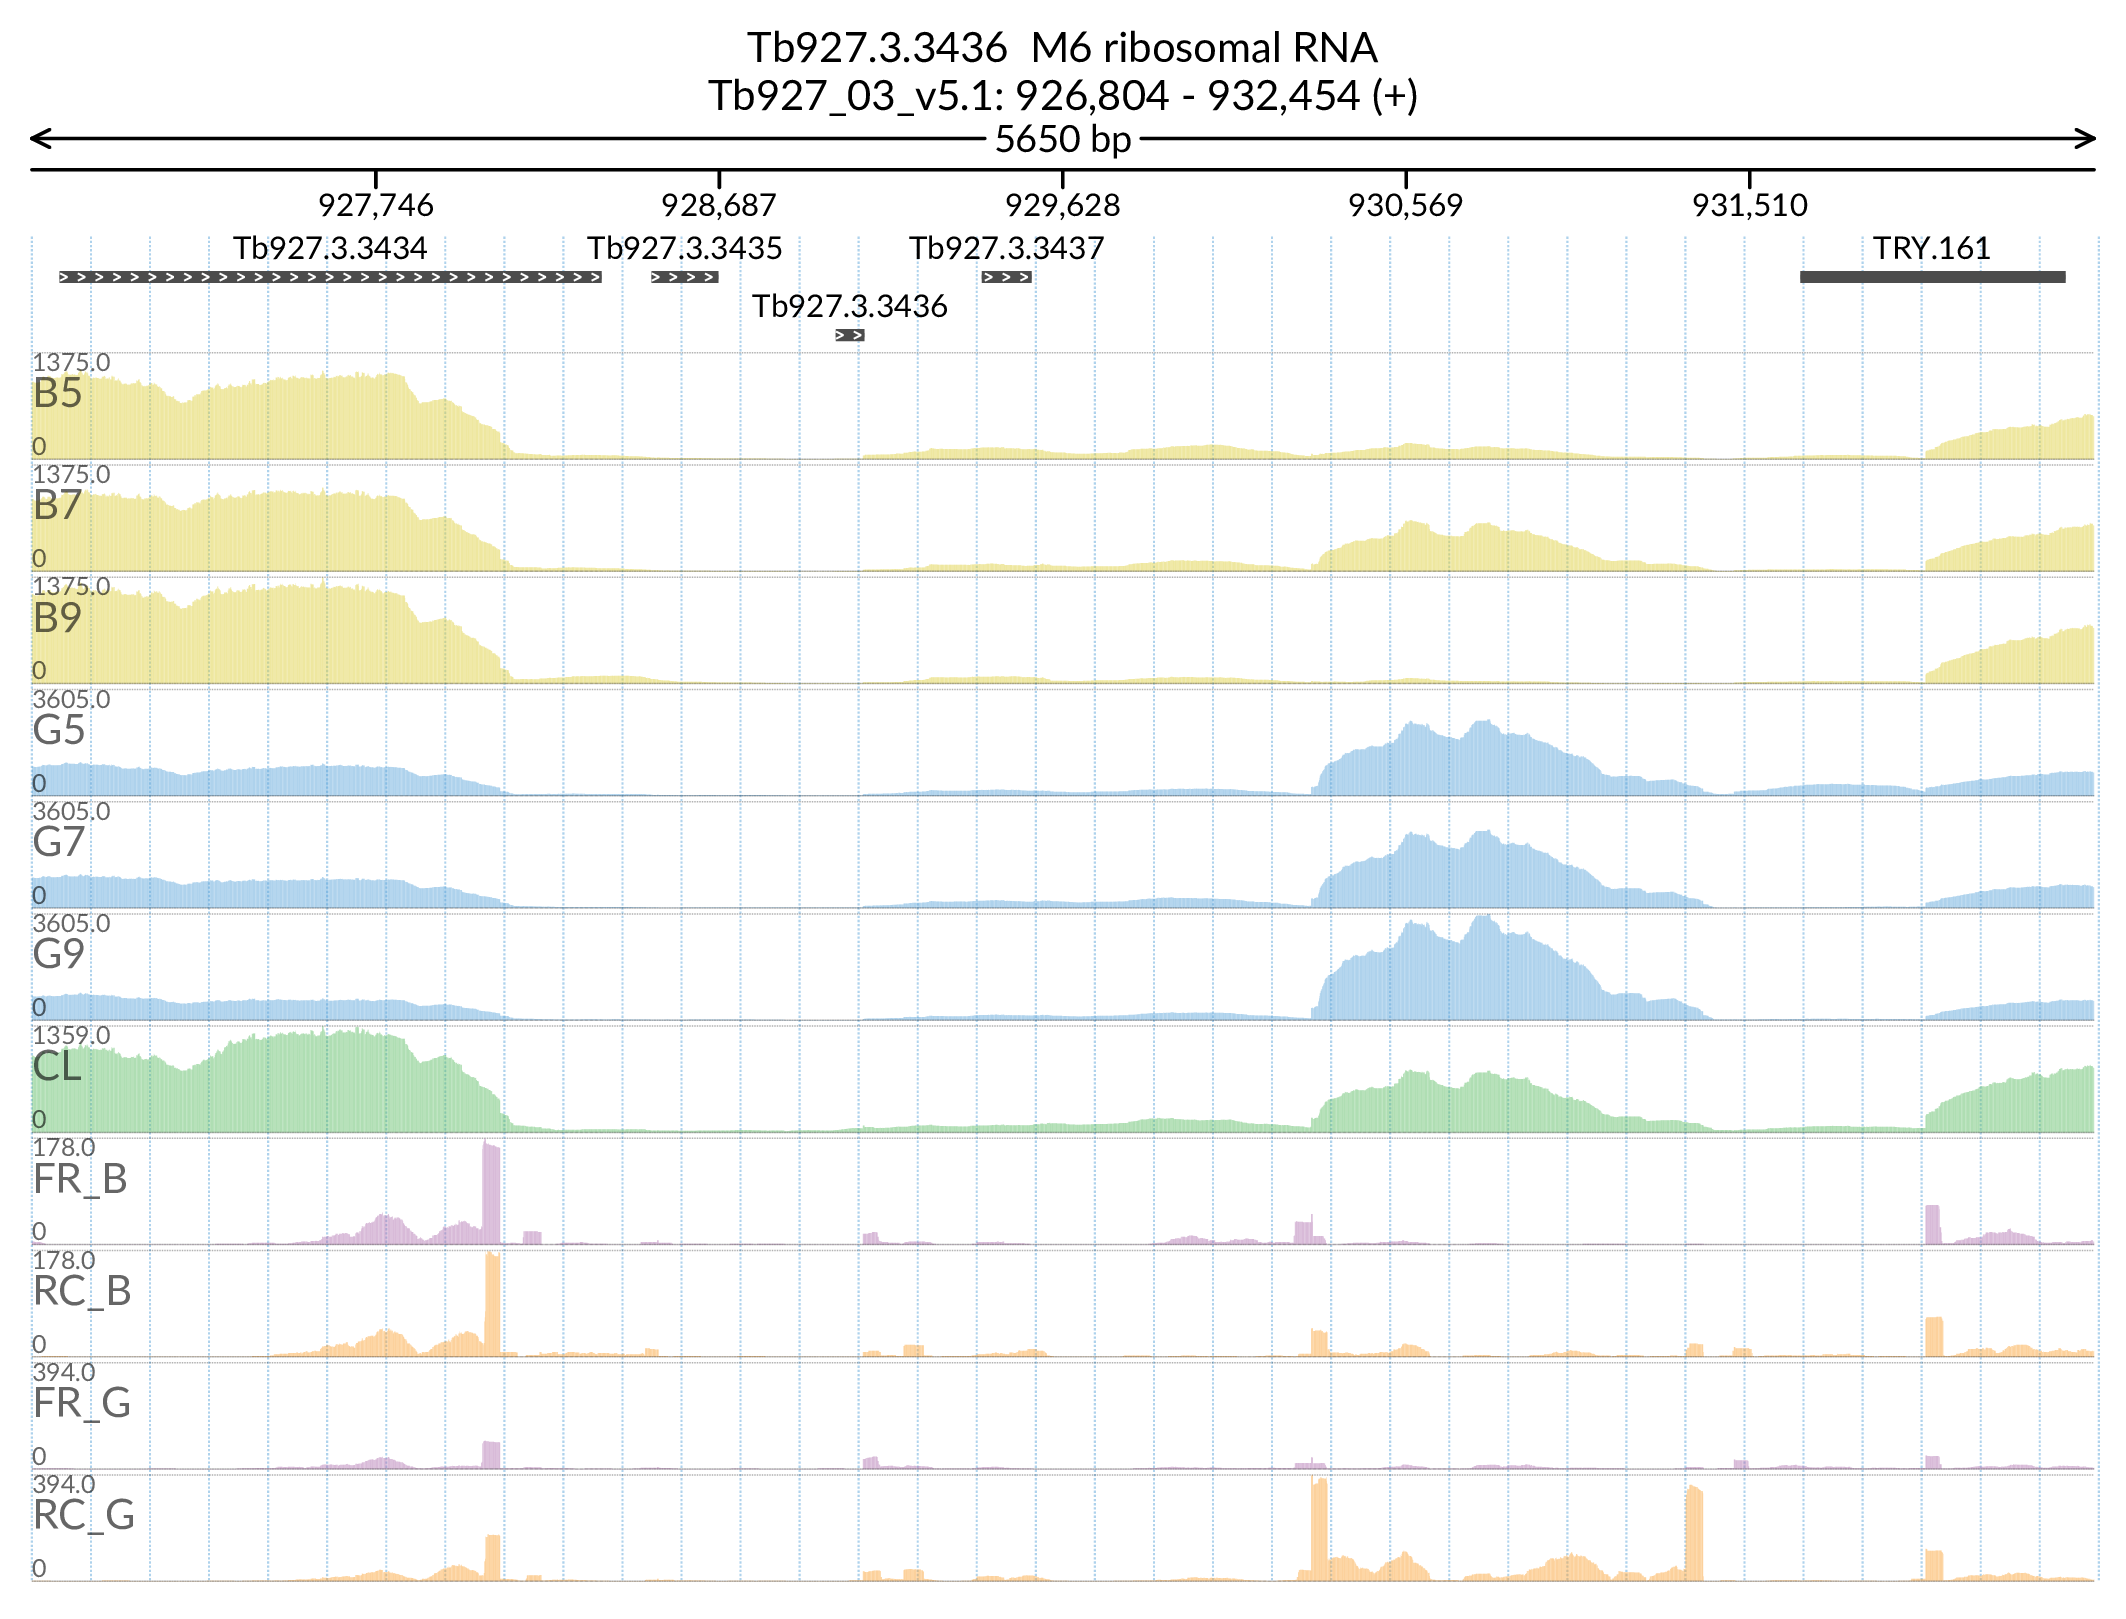 Tb927.3.3436 M6 ribosomal RNA
Tb927_03_v5.1: 926,804 - 932,454 (+)
5650 bp
927,746 928,687 929,628 930,569 931,510
Tb927.3.3434 Tb927.3.3435 Tb927.3.3437 TRY.161
Tb927.3.3436
1375.0
B5
0
1375.0
B7
0
1375.0
B9
0
3605.0
G5
0
3605.0
G7
0
3605.0
G9
0
1359.0
CL
0
178.0
FR_B
0
178.0
RC_B
0
394.0
FR_G
0
394.0
RC_G
0